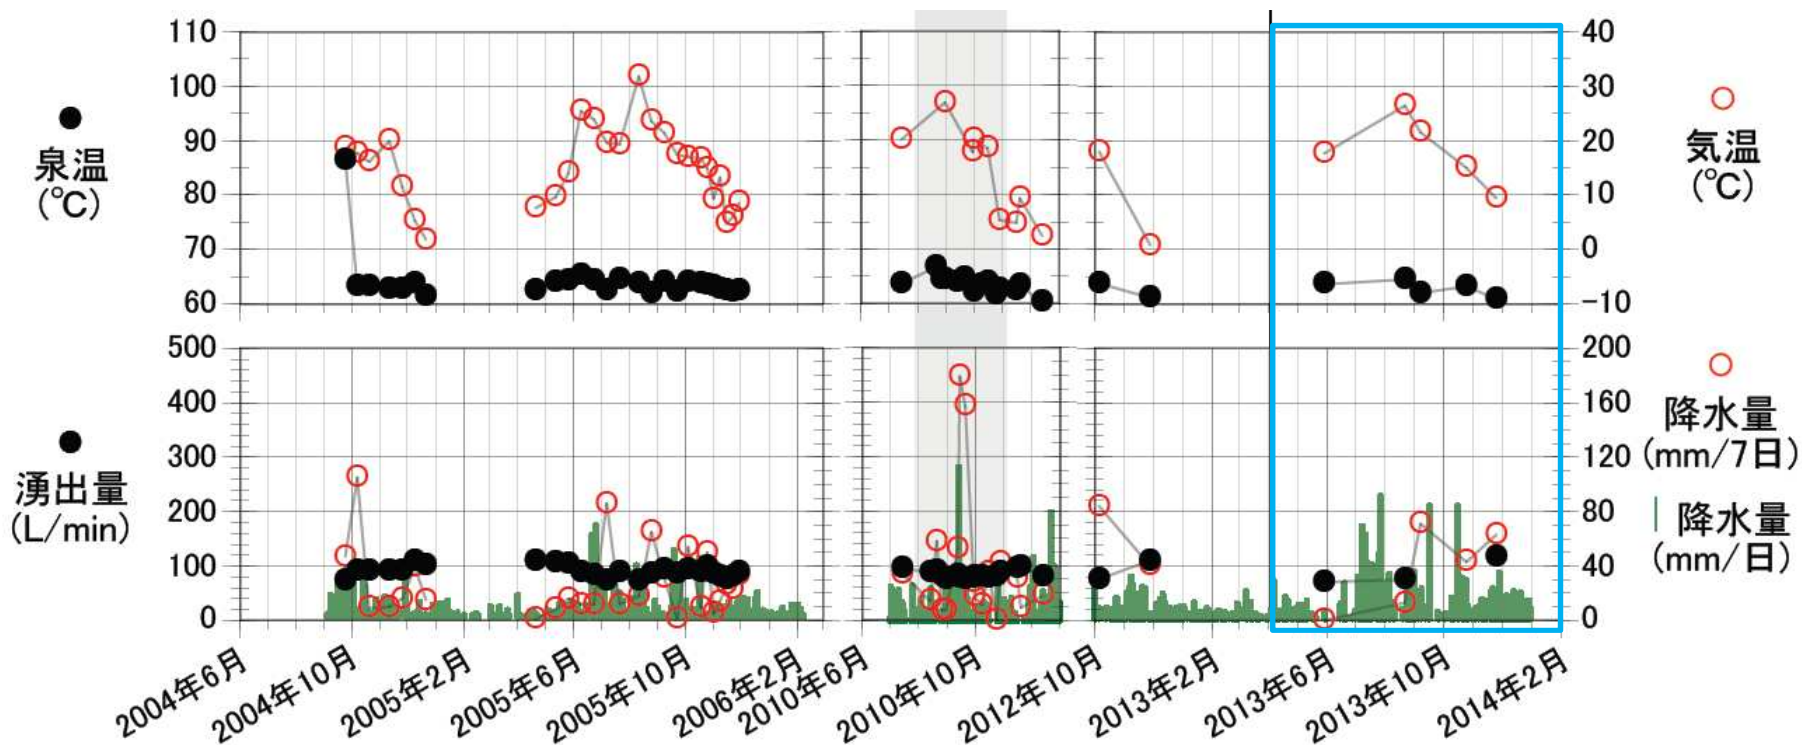 110
100
90
80
70
60
泉温
(℃)
40
30
20
10
0
-10
気温
(℃)
500
400
300
200
100
0
湧出量
(L/min)
200
160
120
80
40
0
降水量
(mm/7日)
降水量
(mm/日)
2004年6月
2004年10月
2005年2月
2005年6月
2005年10月
2006年2月
2010年6月
2010年10月
2012年10月
2013年2月
2013年6月
2013年10月
2014年2月